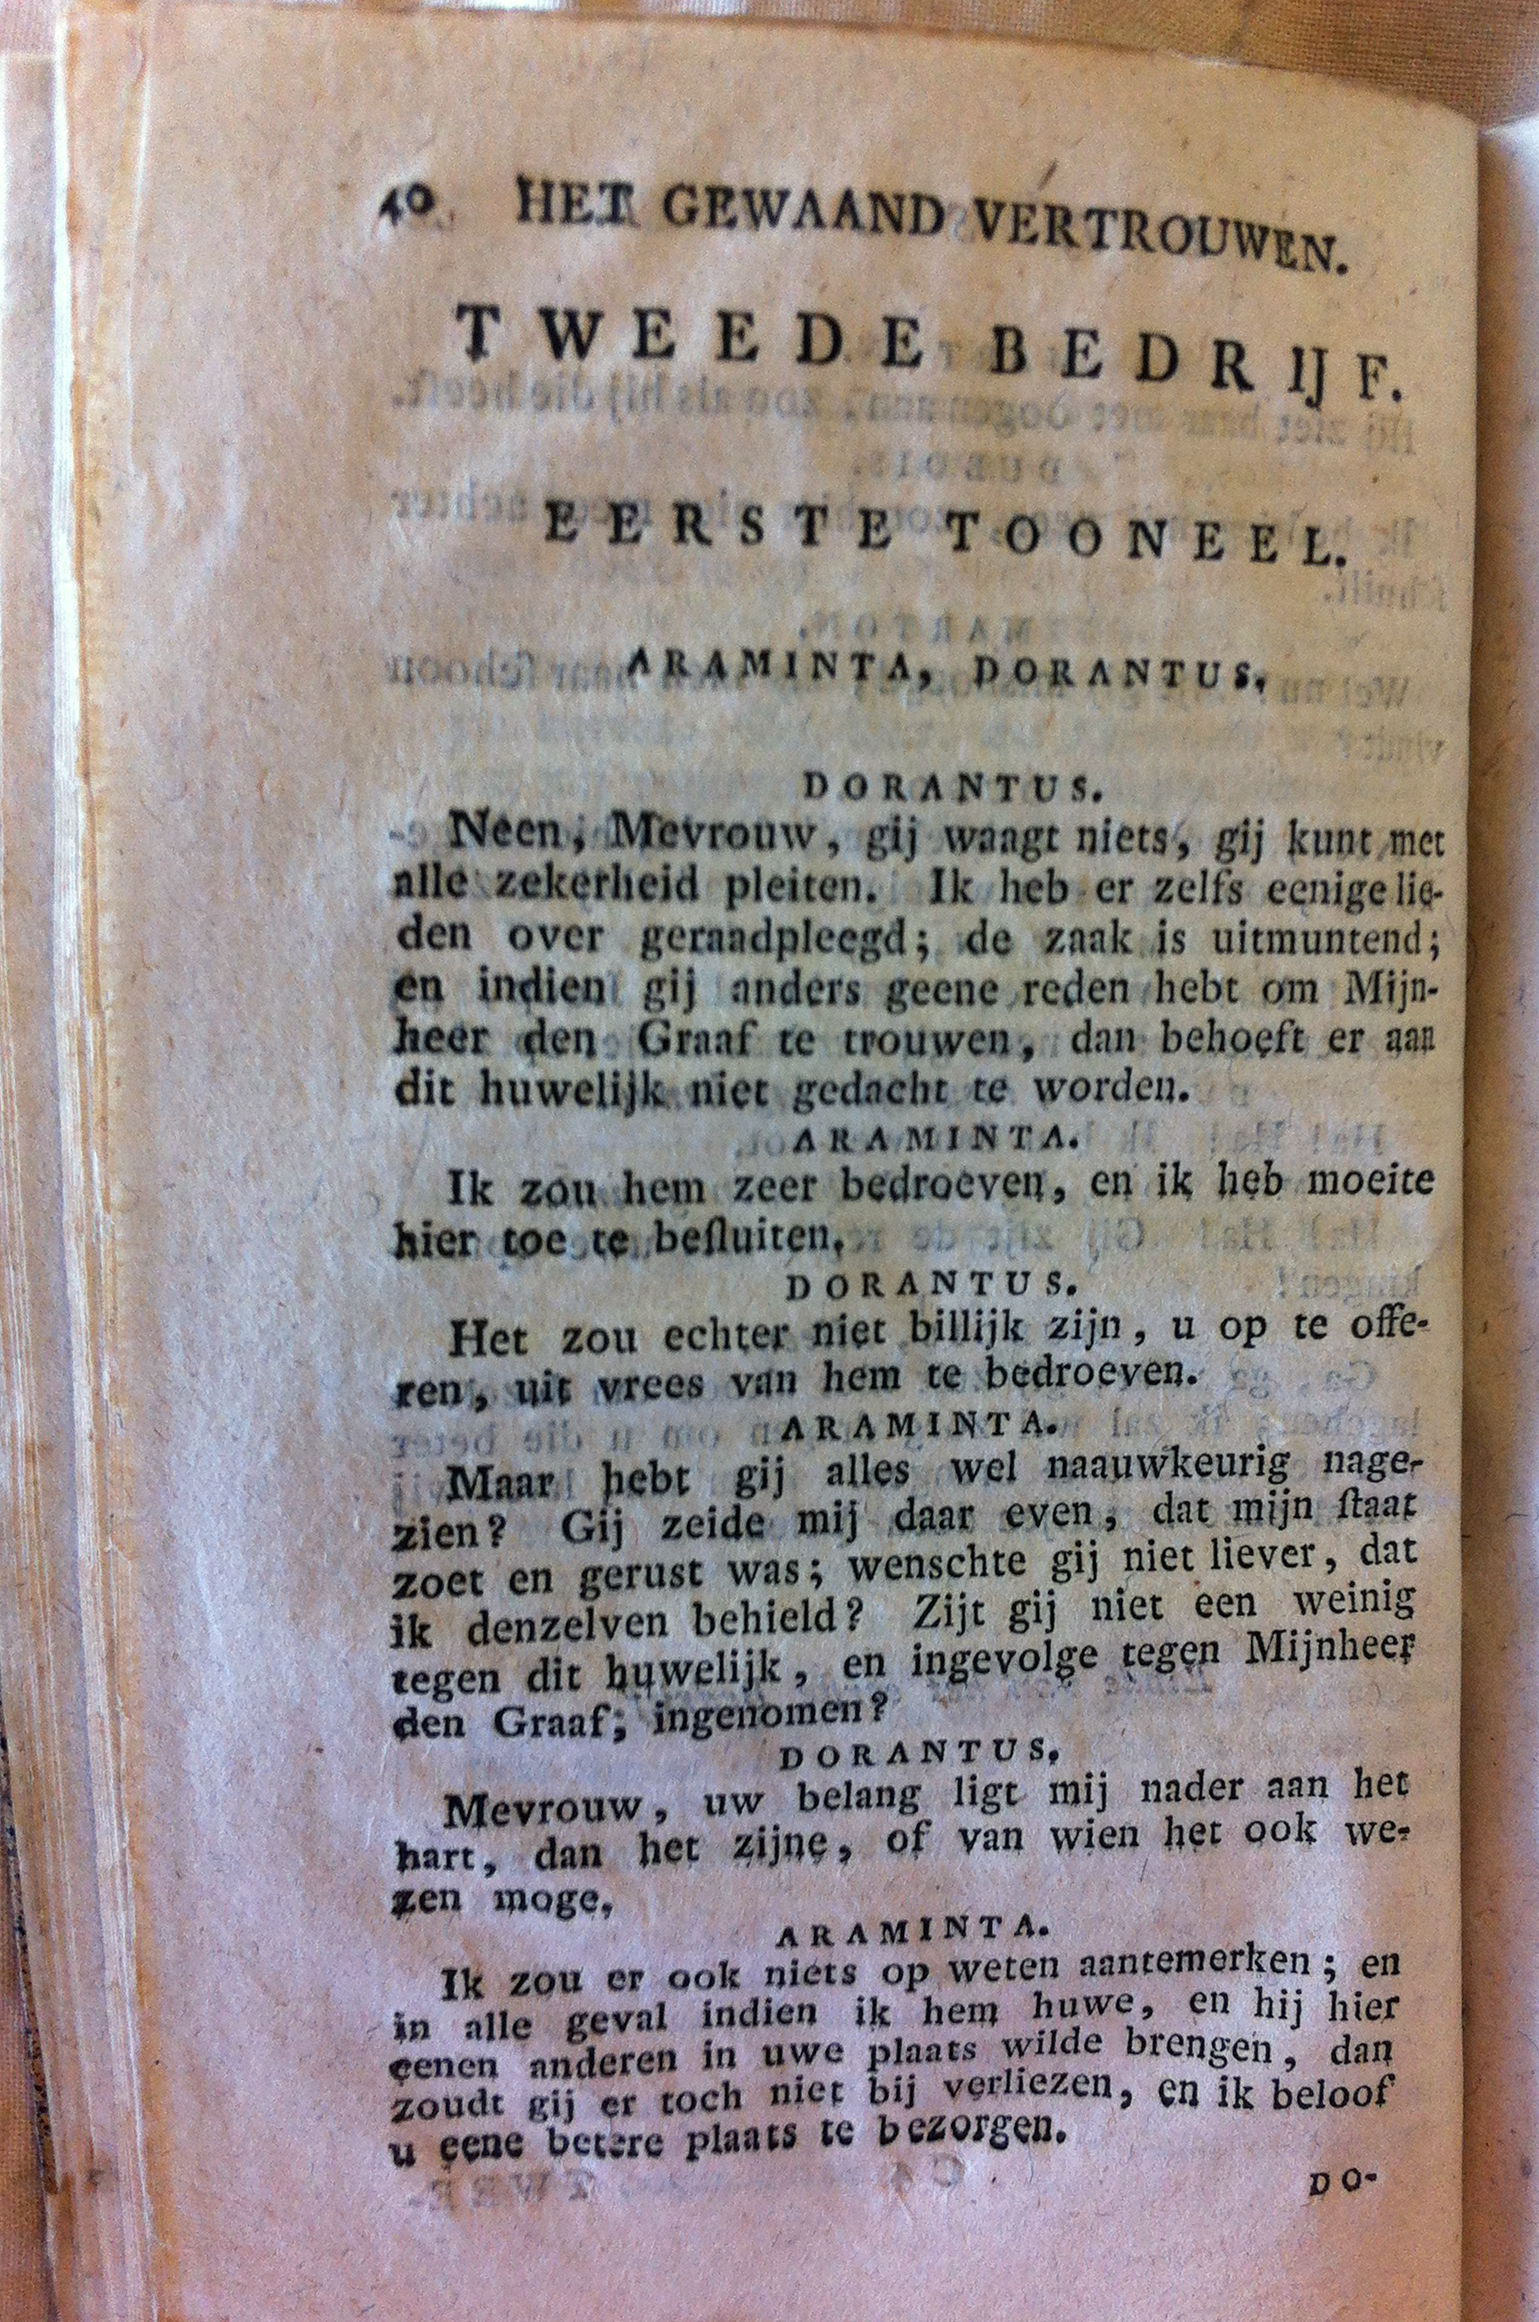 40 HET GEWAAND VERTROUWEN.
TWEEDE BEDRIJF.
EERSTE TOONEEL.
ARAMINTA, DORANTUS.
DORANTUS.
Neen, Mevrouw, gij waagt niets, gij kunt met
alle zekerheid pleiten. Ik heb er zelfs eenige lie-
den over geraadpleegd; de zaak is uitmuntend;
en indien gij anders geene reden hebt om Mijn-
heer den Graaf te trouwen, dan behoeft er aan
dit huwelijk niet gedacht te worden.
ARAMINTA.
Ik zou hem zeer bedroeven, en ik heb moeite
hier toe te beſluiten.
DORANTUS.
Het zou echter niet billijk zijn, u op te offe-
ren, uit vrees van hem te bedroeven.
ARAMINTA.
Maar hebt gij alles wel naauwkeurig nage-
zien? Gij zeide mij daar even, dat mijn ſtaat
zoet en gerust was; wenschte gij niet liever, dat
ik denzelven behield? Zijt gij niet een weinig
tegen dit huwelijk, en ingevolge tegen Mijnheer
den Graaf, ingenomen?
DORANTUS.
Mevrouw, uw belang ligt mij nader aan het
hart, dan het zijne, of van wien het ook we-
zen moge.
ARAMINTA.
Ik zou er ook niets op weten aantemerken; en
in alle geval indien ik hem huwe, en hij hier
eenen anderen in uwe plaats wilde brengen, dan
zoudt gij er toch niet bij verliezen, en ik beloof
u eene betere plaats te bezorgen.
DO-